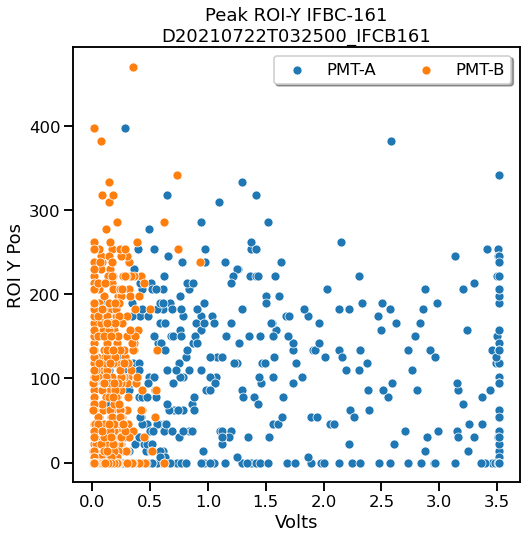 Peak ROI-Y IFBC-161
D20210722T032500_IFCB161
PMT-A PMT-B
ROI Y Pos
400
300
200
100
0
0.0 0.5 1.0 1.5 2.0 2.5 3.0 3.5
Volts